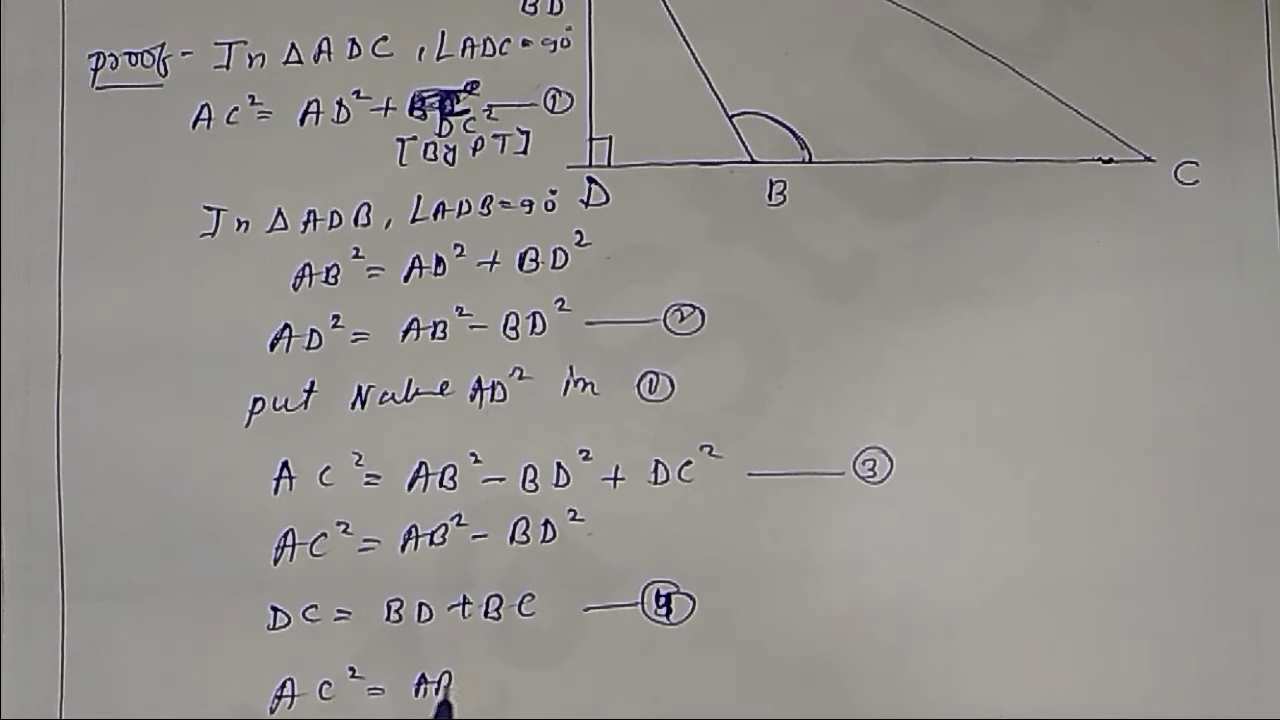 BD
proof - In △ADC, ∠ADC=90°
AC²= AD²+ DC² —— ①
[By PT]
D
B
C
In △ADB, ∠ADB=90°
AB²= AD²+ BD²
AD²= AB²- BD² —— ②
put Value AD² in ①
AC²= AB²- BD²+ DC² —— ③
AC²= AB²- BD²
DC= BD+BC —— ④
AC²= AB